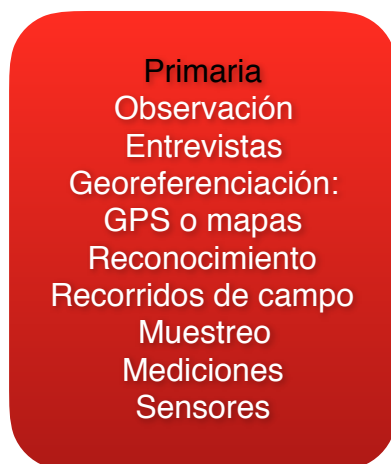 Primaria
Observación
Entrevistas
Georeferenciación:
GPS o mapas
Reconocimiento
Recorridos de campo
Muestreo
Mediciones
Sensores